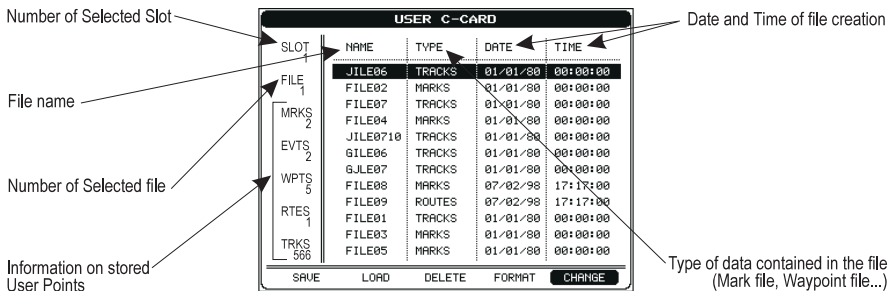 USER C-CARD
Number of Selected Slot
Date and Time of file creation
SLOT
1
NAME TYPE DATE TIME
FILE
1
File name
JILE06 TRACKS 01/01/80 00:00:00
FILE02 MARKS 01/01/80 00:00:00
FILE07 TRACKS 01/01/80 00:00:00
MRKS
2
FILE04 MARKS 01/01/80 00:00:00
JILE0710 TRACKS 01/01/80 00:00:00
EVTS
2
GILE06 TRACKS 01/01/80 00:00:00
GJLE07 TRACKS 01/01/80 00:00:00
Number of Selected file
WPTS
5
FILE08 MARKS 07/02/98 17:17:00
FILE09 ROUTES 07/02/98 17:17:00
RTES
1
FILE01 TRACKS 01/01/80 00:00:00
FILE03 MARKS 01/01/80 00:00:00
TRKS
566
FILE05 MARKS 01/01/80 00:00:00
Information on stored
User Points
Type of data contained in the file
(Mark file, Waypoint file...)
SAVE LOAD DELETE FORMAT CHANGE